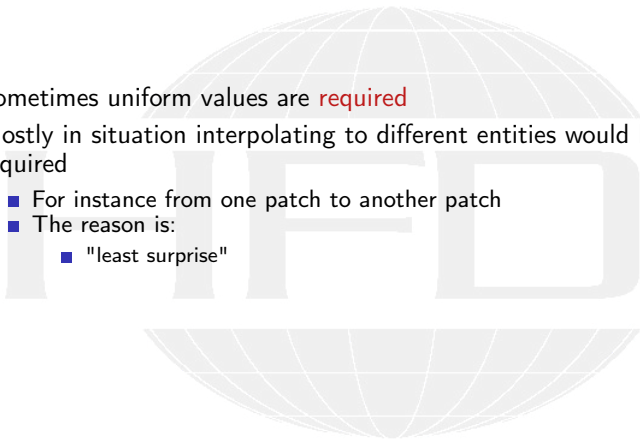 ometimes uniform values are required
ostly in situation interpolating to different entities would
quired
For instance from one patch to another patch
The reason is:
"least surprise"
HFD